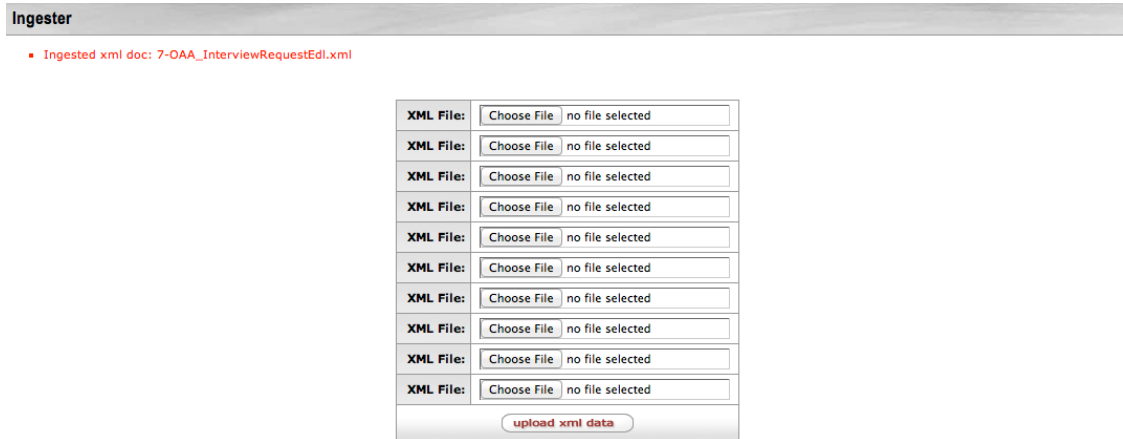 Ingester
Ingested xml doc: 7-OAA_InterviewRequestEdl.xml
XML File: Choose File no file selected
XML File: Choose File no file selected
XML File: Choose File no file selected
XML File: Choose File no file selected
XML File: Choose File no file selected
XML File: Choose File no file selected
XML File: Choose File no file selected
XML File: Choose File no file selected
XML File: Choose File no file selected
XML File: Choose File no file selected
upload xml data